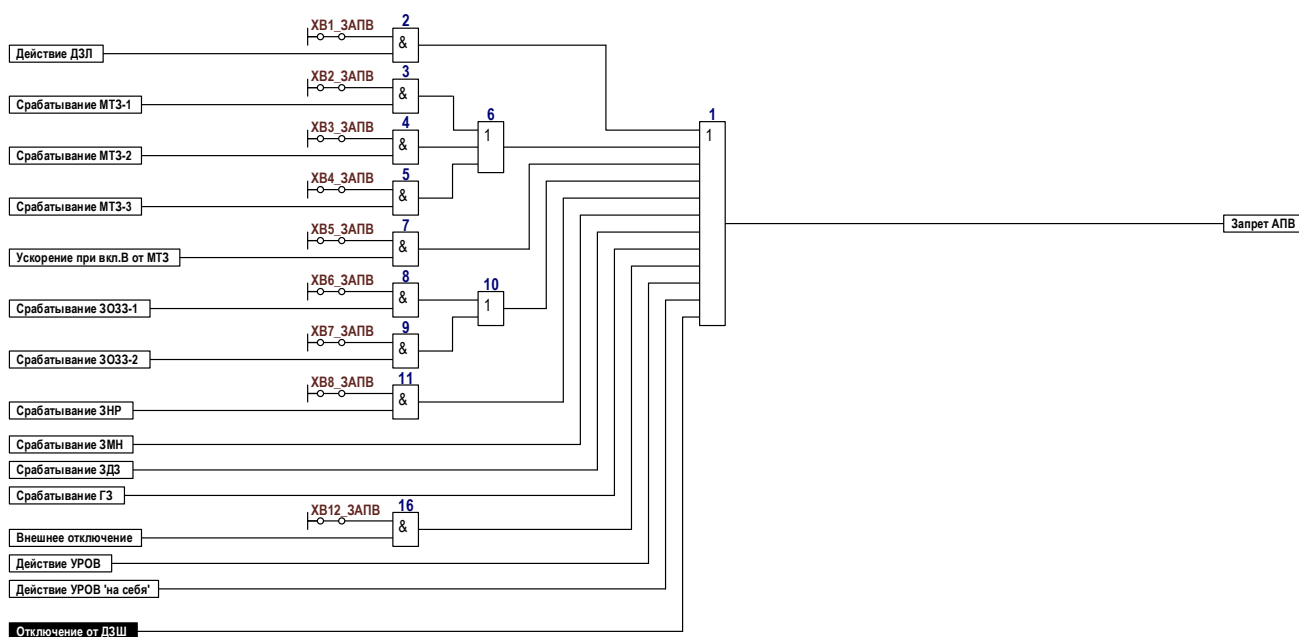 XB1_ЗАПВ
2
&
Действие ДЗЛ
XB2_ЗАПВ
3
&
Срабатывание МТЗ-1
6
1
1
1
XB3_ЗАПВ
4
&
Срабатывание МТЗ-2
XB4_ЗАПВ
5
&
Срабатывание МТЗ-3
Запрет АПВ
XB5_ЗАПВ
7
&
Ускорение при вкл.В от МТЗ
XB6_ЗАПВ
8
&
10
1
Срабатывание ЗОЗЗ-1
XB7_ЗАПВ
9
&
Срабатывание ЗОЗЗ-2
XB8_ЗАПВ
11
&
Срабатывание ЗНР
Срабатывание ЗМН
Срабатывание ЗДЗ
Срабатывание ГЗ
XB12_ЗАПВ
16
&
Внешнее отключение
Действие УРОВ
Действие УРОВ 'на себя'
Отключение от ДЗШ